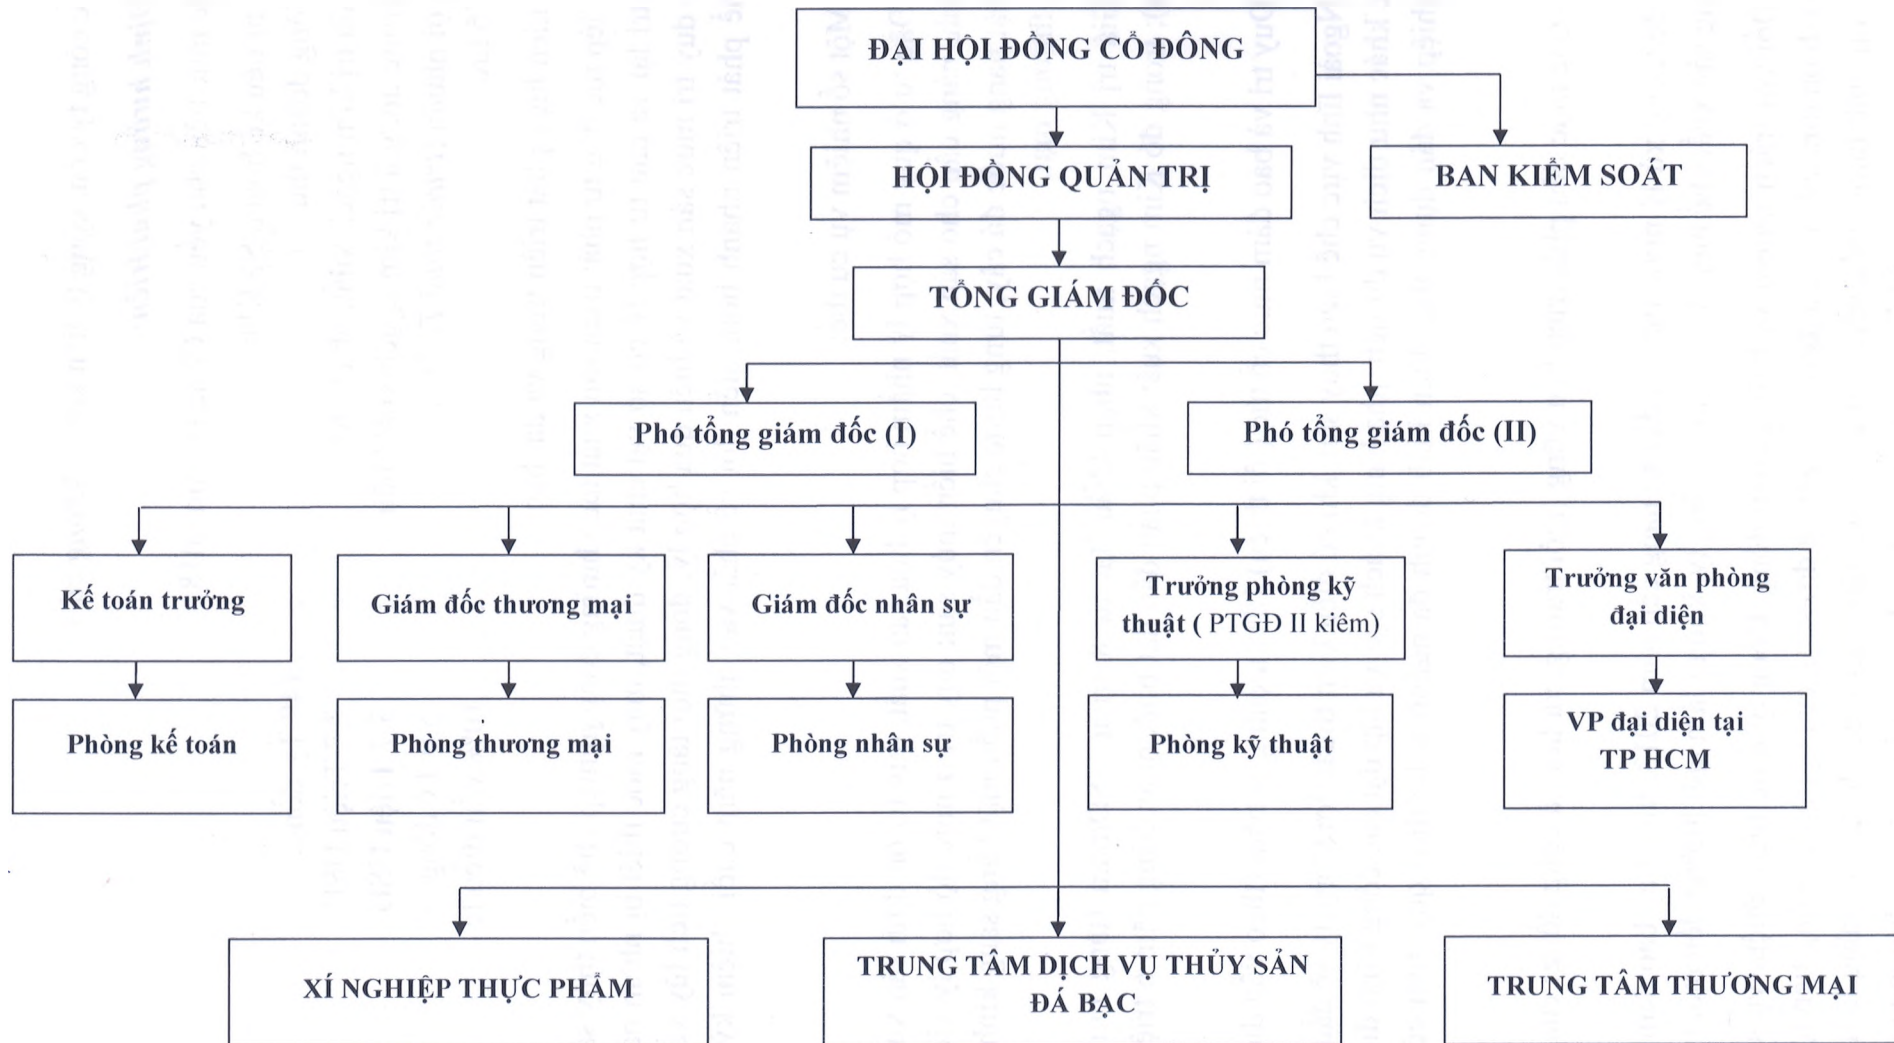 ĐẠI HỘI ĐỒNG CỔ ĐÔNG
HỘI ĐỒNG QUẢN TRỊ
BAN KIỂM SOÁT
TỔNG GIÁM ĐỐC
Phó tổng giám đốc (I)
Phó tổng giám đốc (II)
Kế toán trưởng
Giám đốc thương mại
Giám đốc nhân sự
Trưởng phòng kỹ
thuật ( PTGĐ II kiêm)
Trưởng văn phòng
đại diện
Phòng kế toán
Phòng thương mại
Phòng nhân sự
Phòng kỹ thuật
VP đại diện tại
TP HCM
XÍ NGHIỆP THỰC PHẨM
TRUNG TÂM DỊCH VỤ THỦY SẢN
ĐÁ BẠC
TRUNG TÂM THƯƠNG MẠI